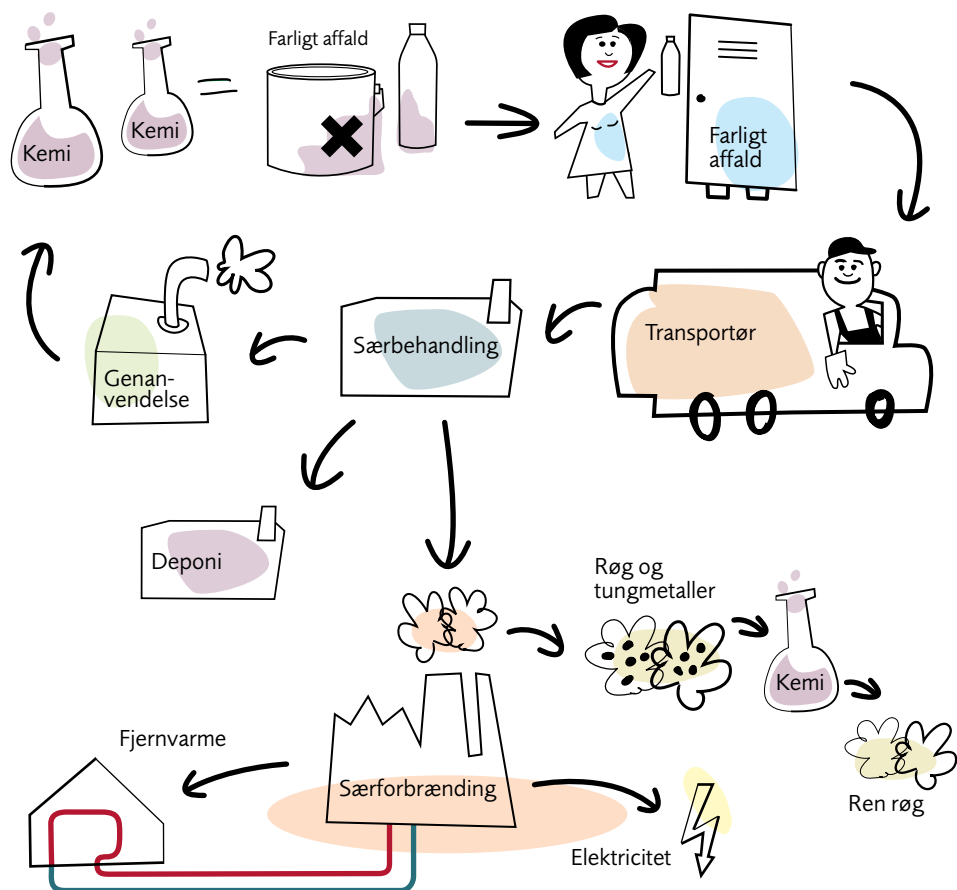 Kemi
Kemi
Farligt affald
Farligt
affald
Transportør
Særbehandling
Genan-
vendelse
Deponi
Røg og
tungmetaller
Kemi
Ren røg
Fjernvarme
Særforbrænding
Elektricitet